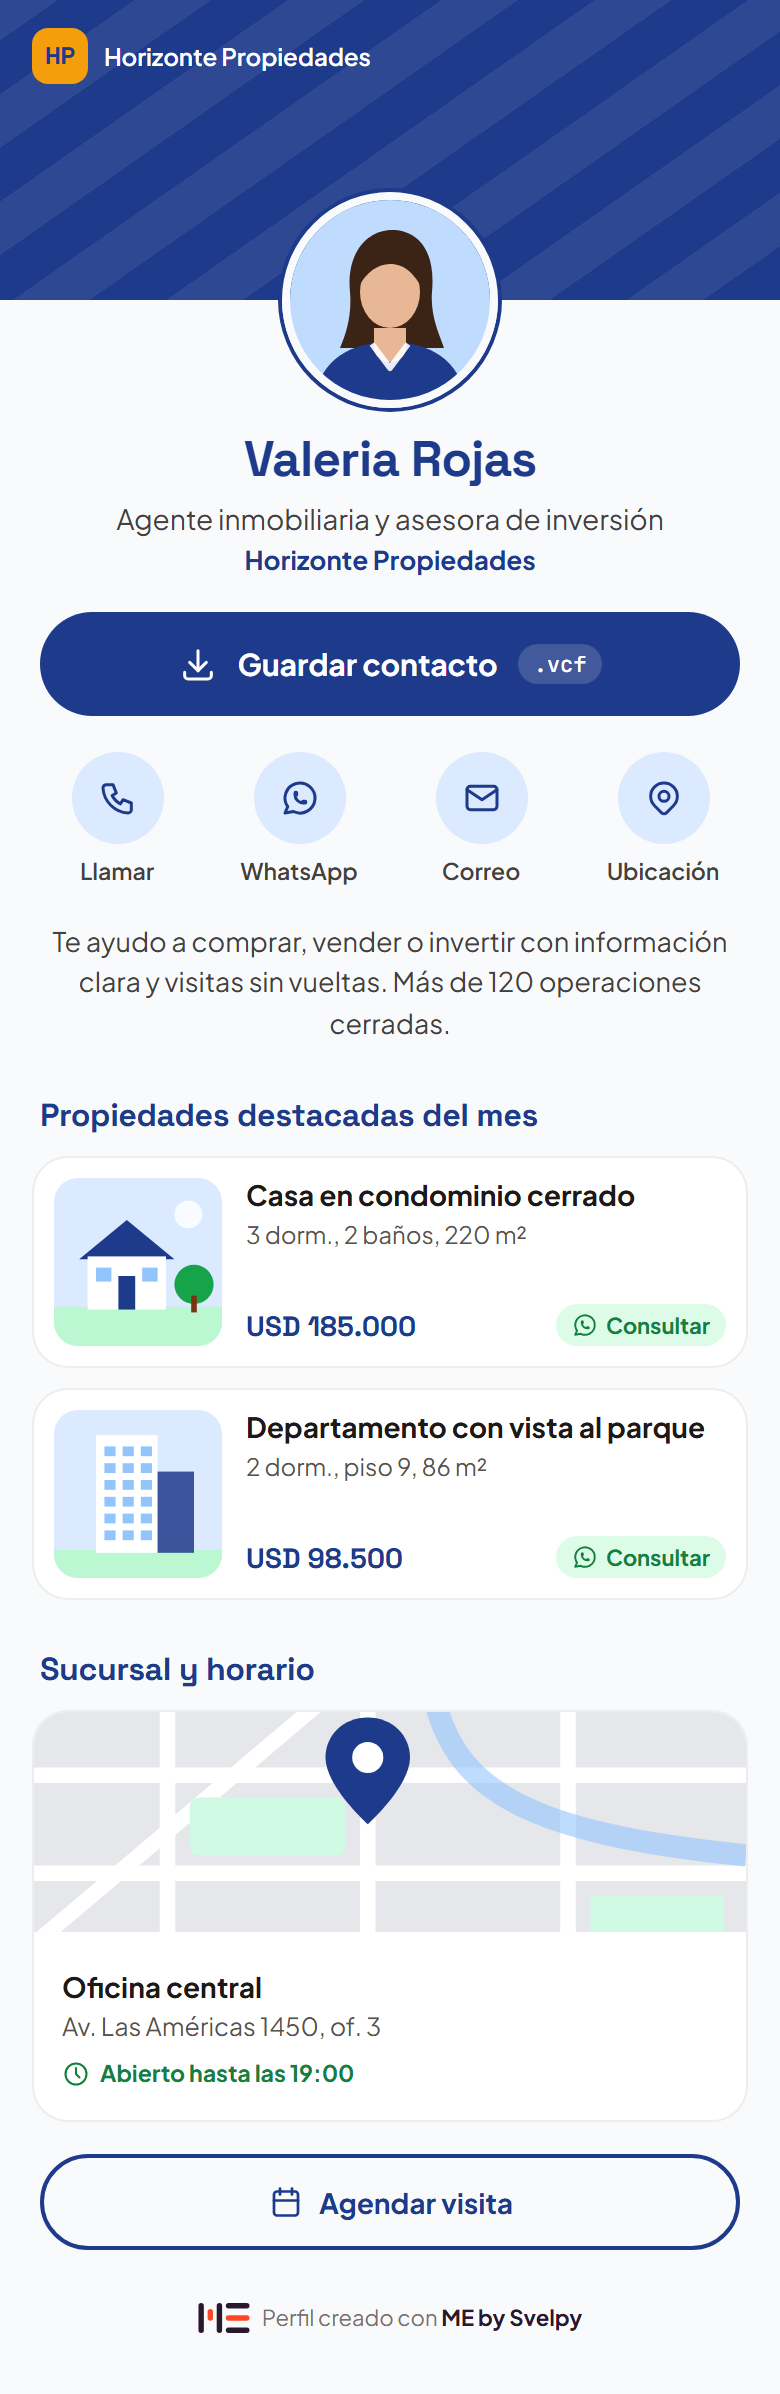 HP
Horizonte Propiedades
Valeria Rojas
Agente inmobiliaria y asesora de inversión
Horizonte Propiedades
Guardar contacto .vcf
Llamar
WhatsApp
Correo
Ubicación
Te ayudo a comprar, vender o invertir con información
clara y visitas sin vueltas. Más de 120 operaciones
cerradas.
Propiedades destacadas del mes
Casa en condominio cerrado
3 dorm., 2 baños, 220 m²
USD 185.000
Consultar
Departamento con vista al parque
2 dorm., piso 9, 86 m²
USD 98.500
Consultar
Sucursal y horario
Oficina central
Av. Las Américas 1450, of. 3
Abierto hasta las 19:00
Agendar visita
ME Perfil creado con ME by Svelpy